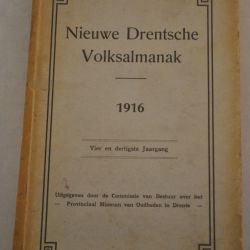 Nieuwe Drentsche
Volksalmanak
1916
Vier en dertigste Jaargang
Uitgegeven door de Commissie van Bestuur over het
— Provinciaal Museum van Oudheden in Drente —